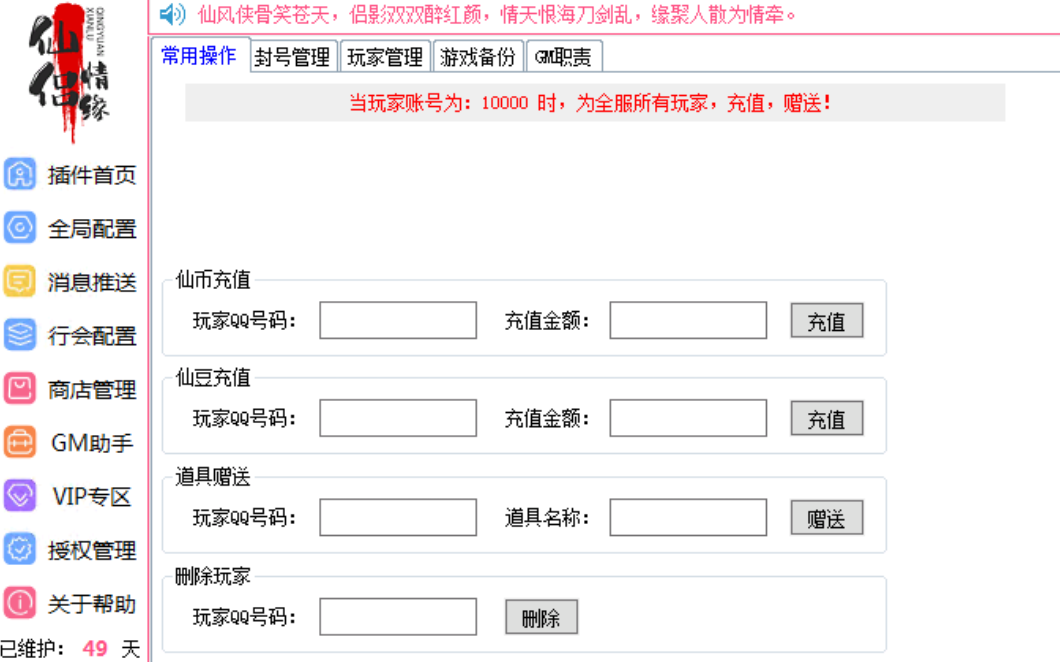 仙侣情缘
QINGYUAN
XIANLU
仙风侠骨笑苍天，侣影双双醉红颜，情天恨海刀剑乱，缘聚人散为情牵。
常用操作 封号管理 玩家管理 游戏备份 GM职责
当玩家账号为：10000 时，为全服所有玩家，充值，赠送！
插件首页
全局配置
消息推送
行会配置
商店管理
GM助手
VIP专区
授权管理
关于帮助
已维护： 49 天
仙币充值
玩家QQ号码： 充值金额： 充值
仙豆充值
玩家QQ号码： 充值金额： 充值
道具赠送
玩家QQ号码： 道具名称： 赠送
删除玩家
玩家QQ号码： 删除